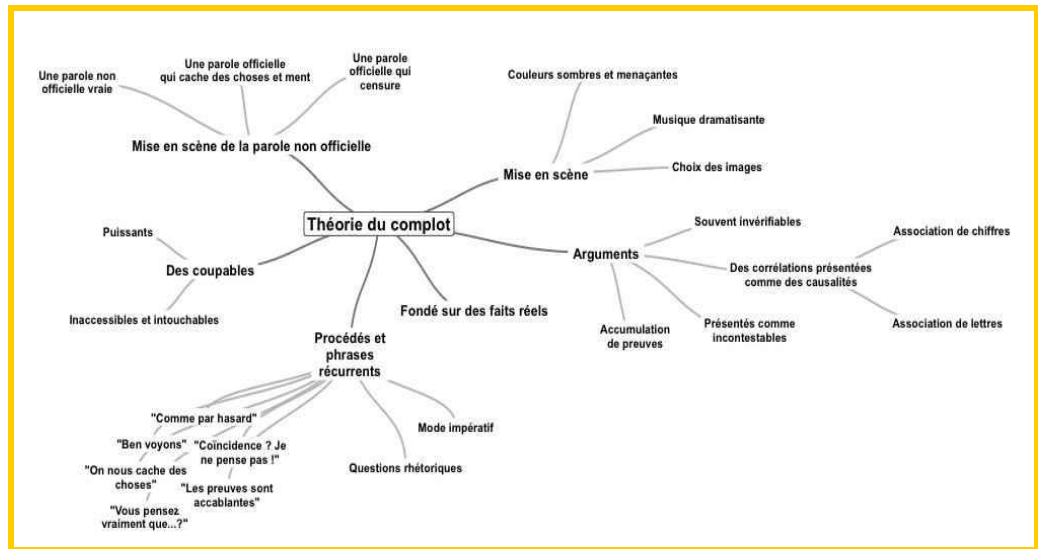 Une parole non
officielle vraie
Une parole officielle
qui cache des choses et ment
Une parole
officielle qui
censure
Mise en scène de la parole non officielle
Couleurs sombres et menaçantes
Musique dramatisante
Choix des images
Mise en scène
Théorie du complot
Puissants
Des coupables
Inaccessibles et intouchables
Souvent invérifiables
Association de chiffres
Arguments
Des corrélations présentées
comme des causalités
Association de lettres
Fondé sur des faits réels
Accumulation
de preuves
Présentés comme
incontestables
Procédés et
phrases
récurrents
"Comme par hasard"
"Ben voyons"
"Coïncidence ? Je
ne pense pas !"
"On nous cache des
choses"
"Les preuves sont
accablantes"
"Vous pensez
vraiment que...?"
Mode impératif
Questions rhétoriques